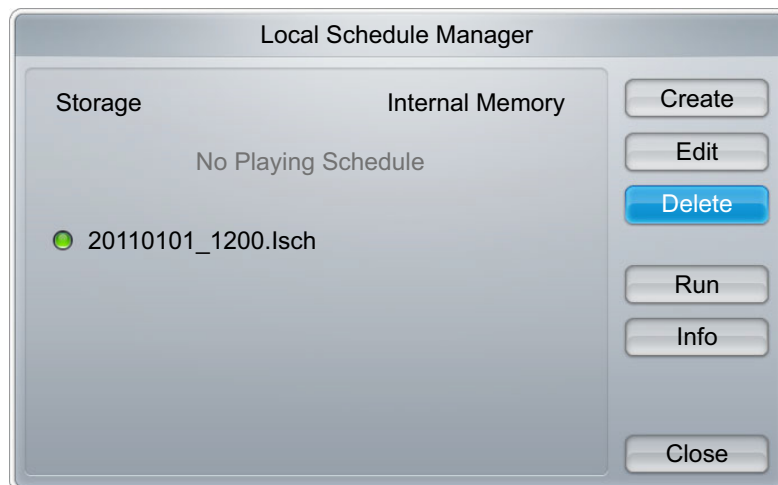 Local Schedule Manager
Storage Internal Memory
No Playing Schedule
20110101_1200.lsch
Create
Edit
Delete
Run
Info
Close